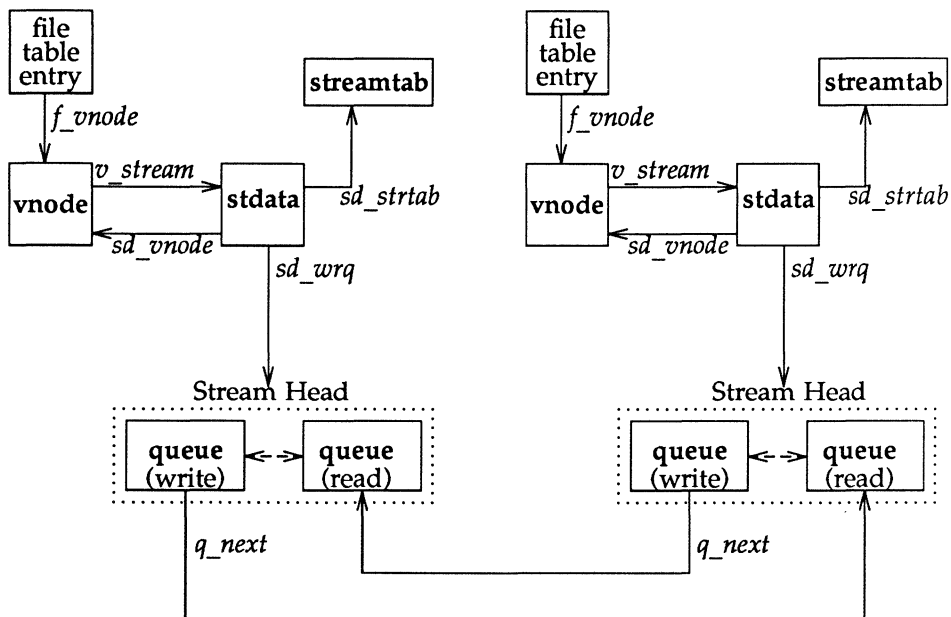 file
table
entry
streamtab
f_vnode
v_stream
vnode
stdata
sd_strtab
sd_vnode
sd_wrq
Stream Head
queue
(write)
queue
(read)
q_next
file
table
entry
streamtab
f_vnode
v_stream
vnode
stdata
sd_strtab
sd_vnode
sd_wrq
Stream Head
queue
(write)
queue
(read)
q_next